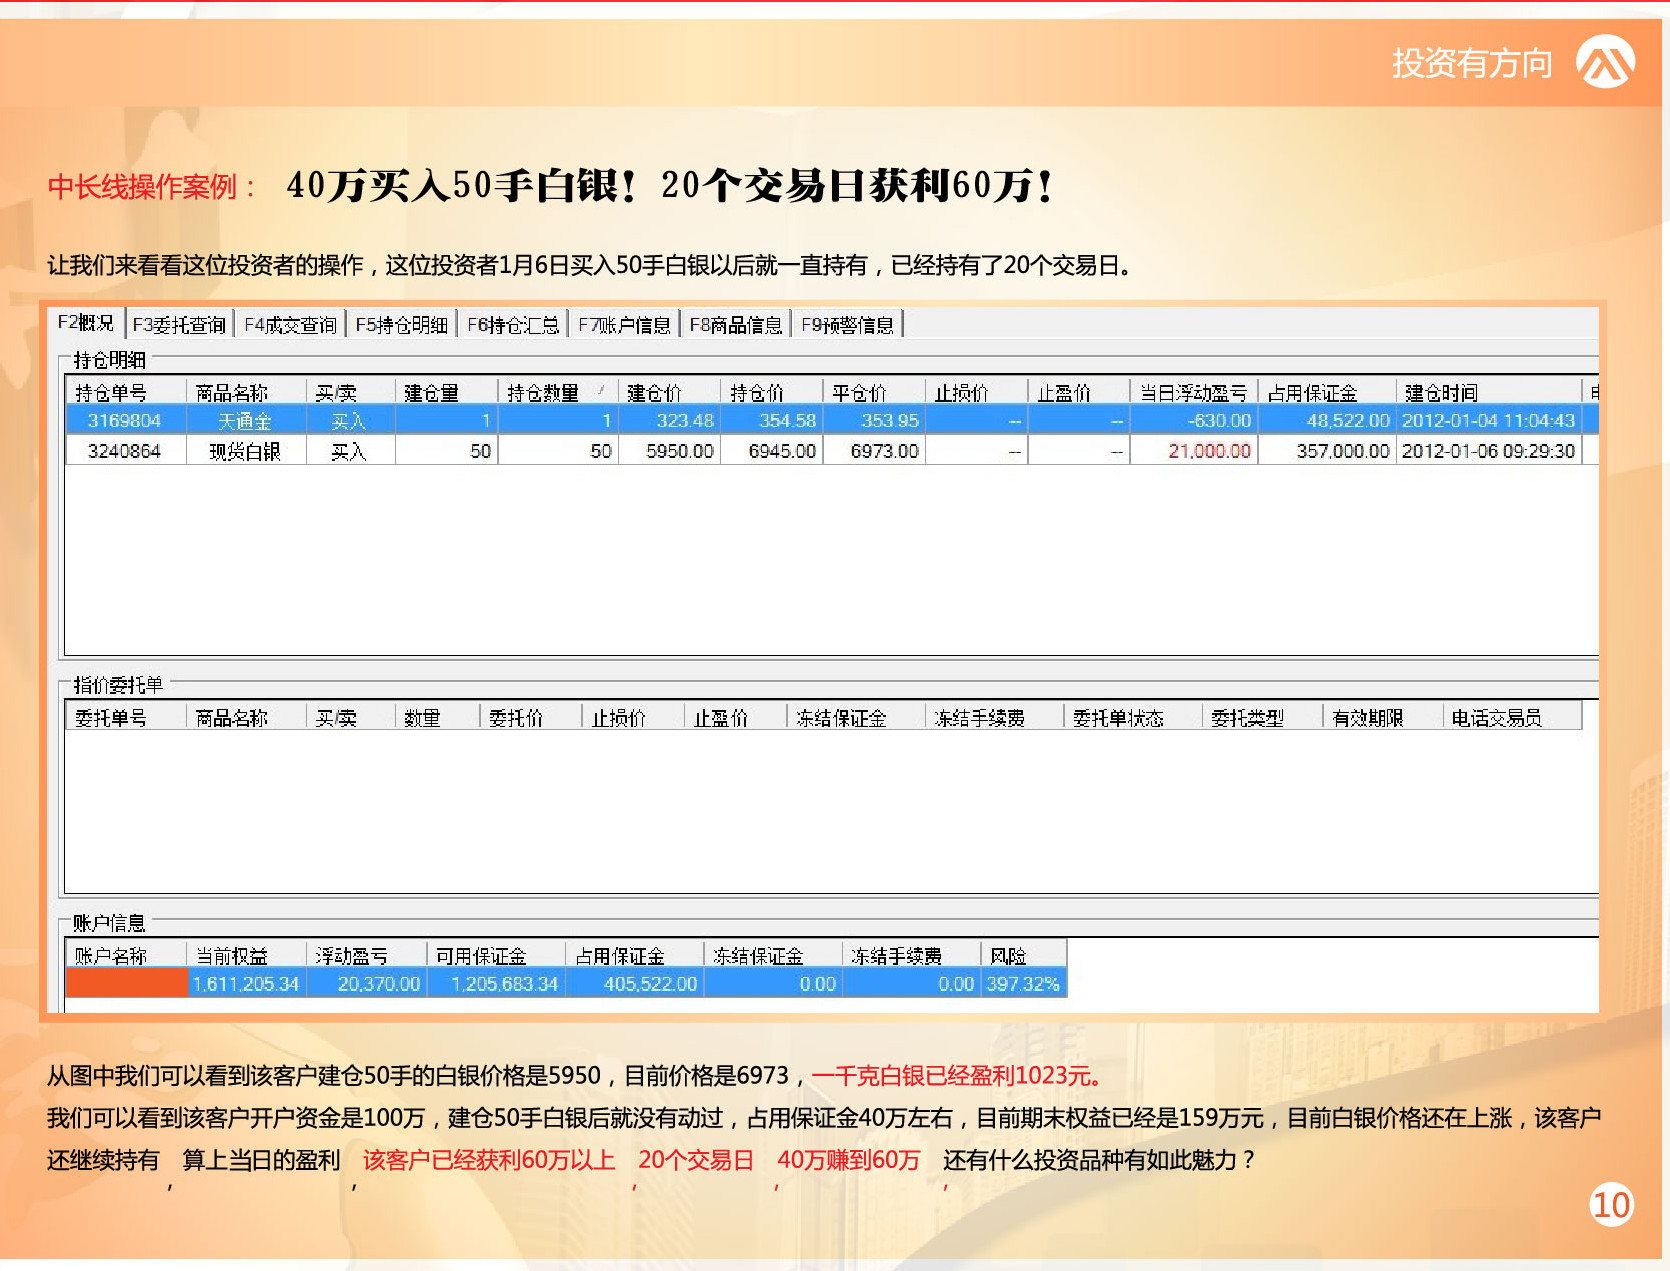 投资有方向
中长线操作案例： 40万买入50手白银！20个交易日获利60万！
让我们来看看这位投资者的操作，这位投资者1月6日买入50手白银以后就一直持有，已经持有了20个交易日。
F2概况 F3委托查询 F4成交查询 F5持仓明细 F6持仓汇总 F7账户信息 F8商品信息 F9预警信息
持仓明细
持仓单号 商品名称 买/卖 建仓量 持仓数量 / 建仓价 持仓价 平仓价 止损价 止盈价 当日浮动盈亏 占用保证金 建仓时间
3169804 天通金 买入 1 1 323.48 354.58 353.95 -- -- -630.00 48,522.00 2012-01-04 11:04:43
3240864 现货白银 买入 50 50 5950.00 6945.00 6973.00 -- -- 21,000.00 357,000.00 2012-01-06 09:29:30
指价委托单
委托单号 商品名称 买/卖 数量 委托价 止损价 止盈价 冻结保证金 冻结手续费 委托单状态 委托类型 有效期限 电话交易员
账户信息
账户名称 当前权益 浮动盈亏 可用保证金 占用保证金 冻结保证金 冻结手续费 风险
1,611,205.34 20,370.00 1,205,683.34 405,522.00 0.00 0.00 397.32%
从图中我们可以看到该客户建仓50手的白银价格是5950，目前价格是6973，一千克白银已经盈利1023元。
我们可以看到该客户开户资金是100万，建仓50手白银后就没有动过，占用保证金40万左右，目前期末权益已经是159万元，目前白银价格还在上涨，该客户
还继续持有，算上当日的盈利，该客户已经获利60万以上，20个交易日，40万赚到60万，还有什么投资品种有如此魅力？
10